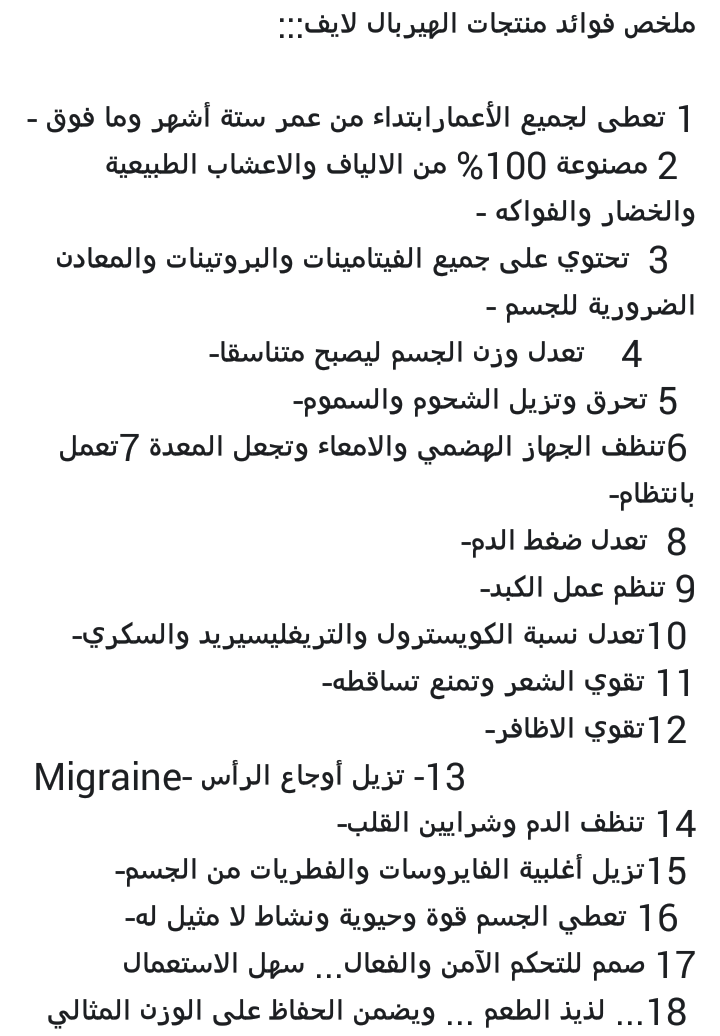 ملخص فوائد منتجات الهيربال لايف:::
1 تعطى لجميع الأعمارابتداء من عمر ستة أشهر وما فوق -
2 مصنوعة 100% من الالياف والاعشاب الطبيعية
والخضار والفواكه -
3 تحتوي على جميع الفيتامينات والبروتينات والمعادن
الضرورية للجسم -
4 تعدل وزن الجسم ليصبح متناسقا-
5 تحرق وتزيل الشحوم والسموم-
6تنظف الجهاز الهضمي والامعاء وتجعل المعدة 7تعمل
بانتظام-
8 تعدل ضغط الدم-
9 تنظم عمل الكبد-
10تعدل نسبة الكويسترول والتريغليسيريد والسكري-
11 تقوي الشعر وتمنع تساقطه-
12تقوي الاظافر-
13- تزيل أوجاع الرأس -Migraine
14 تنظف الدم وشرايين القلب-
15تزيل أغلبية الفايروسات والفطريات من الجسم-
16 تعطي الجسم قوة وحيوية ونشاط لا مثيل له-
17 صمم للتحكم الآمن والفعال... سهل الاستعمال
18... لذيذ الطعم ... ويضمن الحفاظ على الوزن المثالي